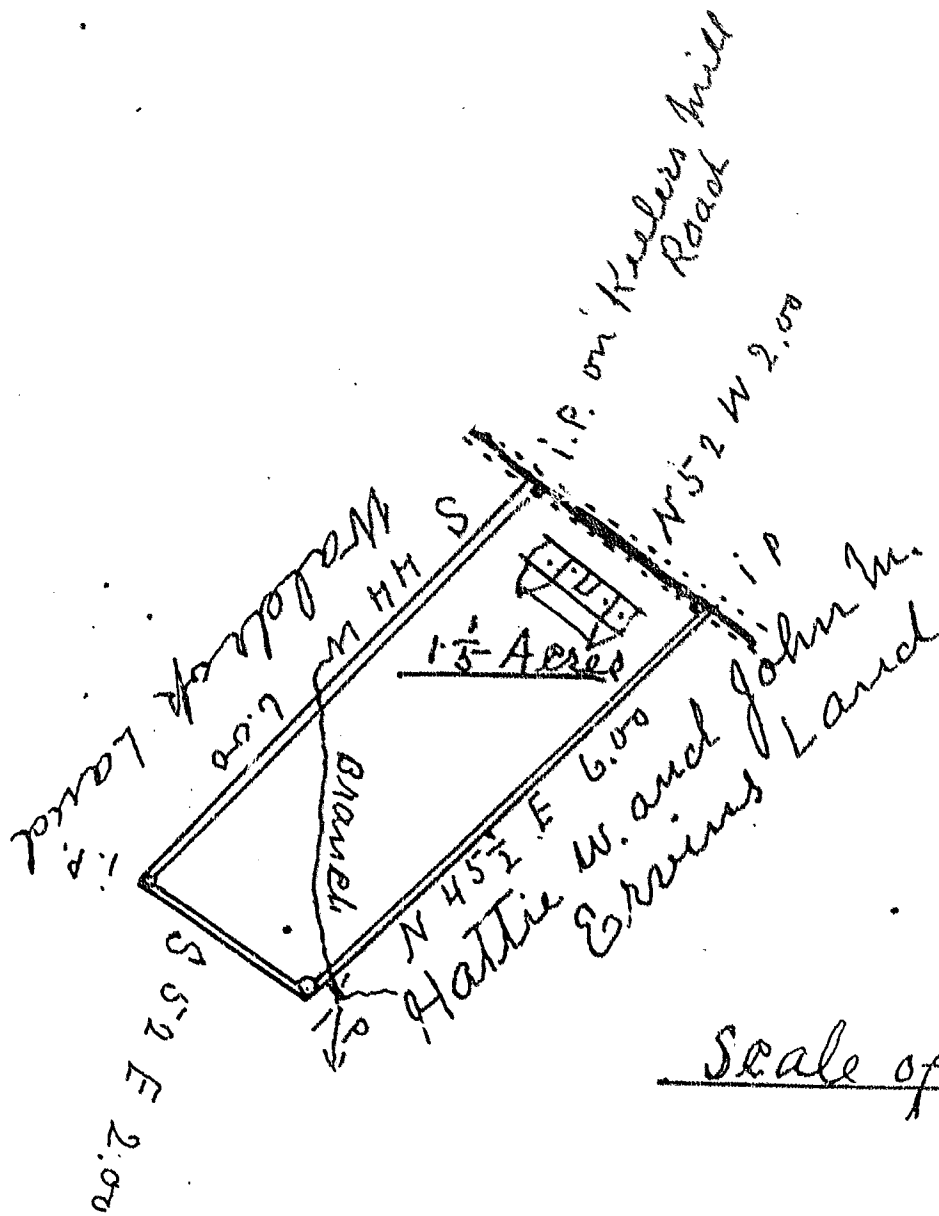 i.P. on Keelers Mill
Road
N 52 W 2.00
i P
S 44 W 6.00
Land
1 1/5 Acres
Branch
i.P.
N 45 1/2 E 6.00
Hattie W. and John M.
Ervins Land
i P
S 52 E 2.00
Scale of